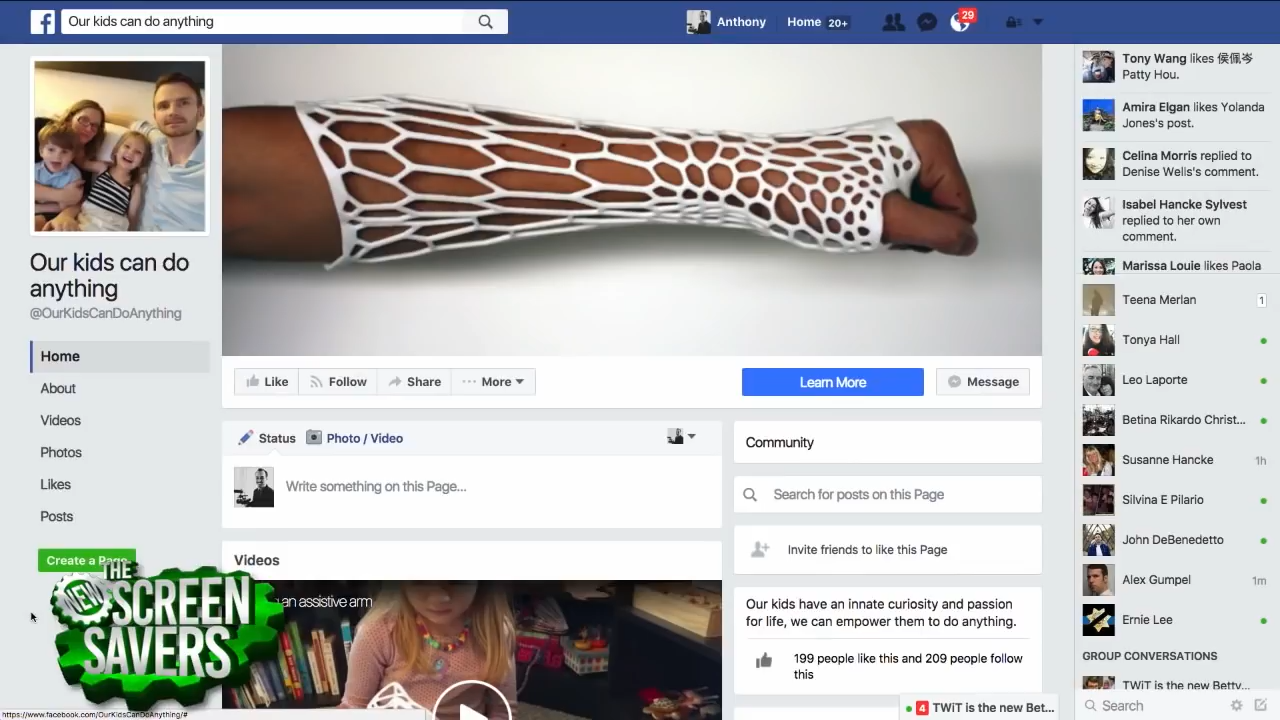 Our kids can do anything
Anthony
Home 20+
29
Our kids can do
anything
@OurKidsCanDoAnything
Home
About
Videos
Photos
Likes
Posts
Create a Page
THE
NEW
SCREEN
SAVERS
https://www.facebook.com/OurKidsCanDoAnything/#
Like
Follow
Share
··· More
Learn More
Message
Status
Photo / Video
Write something on this Page...
Videos
an assistive arm
Community
Search for posts on this Page
Invite friends to like this Page
Our kids have an innate curiosity and passion
for life, we can empower them to do anything.
199 people like this and 209 people follow
this
4 TWiT is the new Bet...
Tony Wang likes 侯佩岑
Patty Hou.
Amira Elgan likes Yolanda
Jones's post.
Celina Morris replied to
Denise Welis's comment.
Isabel Hancke Sylvest
replied to her own
comment.
Marissa Louie likes Paola
Teena Merlan 1
Tonya Hall
Leo Laporte
Betina Rikardo Christ...
Susanne Hancke 1h
Silvina E Pilario
John DeBenedetto
Alex Gumpel 1m
Ernie Lee
GROUP CONVERSATIONS
TWiT is the new Betty...
Search